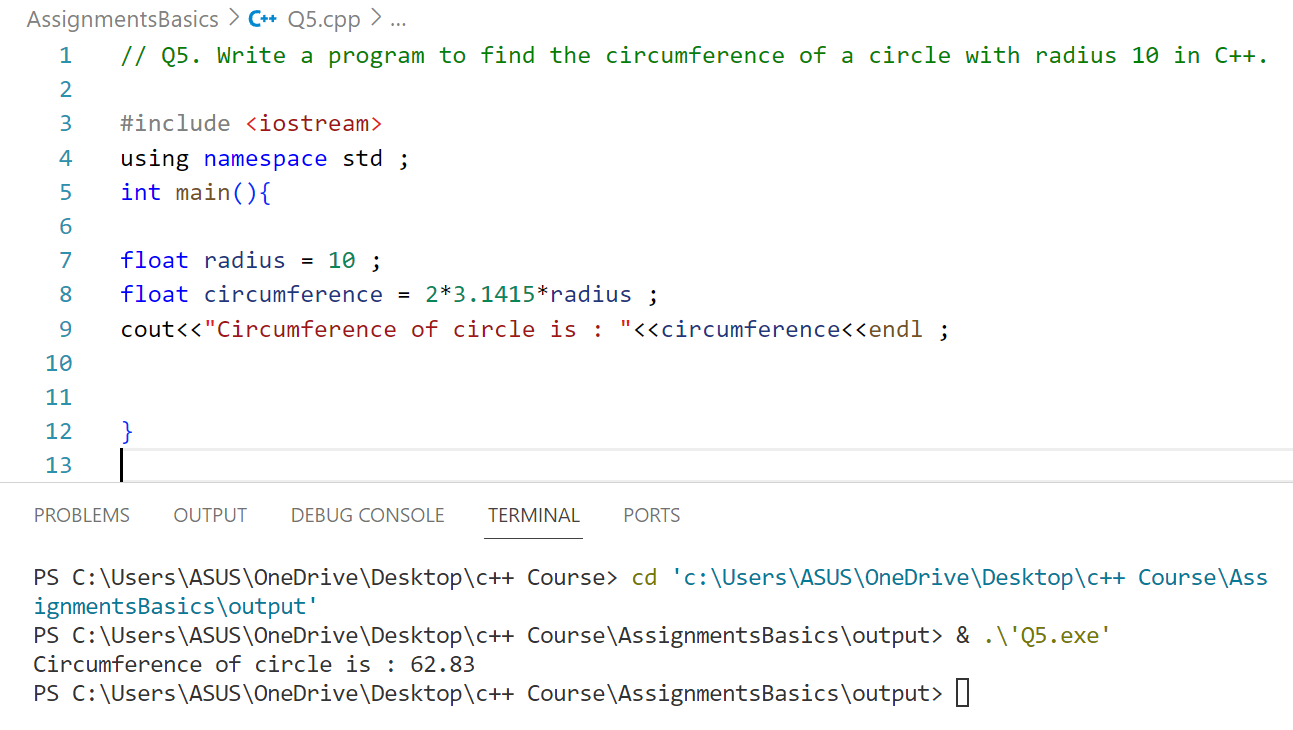 AssignmentsBasics > C++ Q5.cpp > ...
1 // Q5. Write a program to find the circumference of a circle with radius 10 in C++.
2
3 #include <iostream>
4 using namespace std ;
5 int main(){
6
7 float radius = 10 ;
8 float circumference = 2*3.1415*radius ;
9 cout<<"Circumference of circle is : "<<circumference<<endl ;
10
11
12 }
13
PROBLEMS OUTPUT DEBUG CONSOLE TERMINAL PORTS
PS C:\Users\ASUS\OneDrive\Desktop\c++ Course> cd 'c:\Users\ASUS\OneDrive\Desktop\c++ Course\Ass
ignmentsBasics\output'
PS C:\Users\ASUS\OneDrive\Desktop\c++ Course\AssignmentsBasics\output> & .\'Q5.exe'
Circumference of circle is : 62.83
PS C:\Users\ASUS\OneDrive\Desktop\c++ Course\AssignmentsBasics\output>